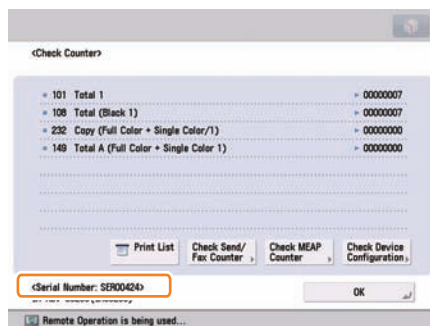 <Check Counter>
101 Total 1 00000007
108 Total (Black 1) 00000007
232 Copy (Full Color + Single Color/1) 00000000
149 Total A (Full Color + Single Color 1) 00000000
Print List
Check Send/
Fax Counter
Check MEAP
Counter
Check Device
Configuration
<Serial Number: SER00424>
OK
Remote Operation is being used...